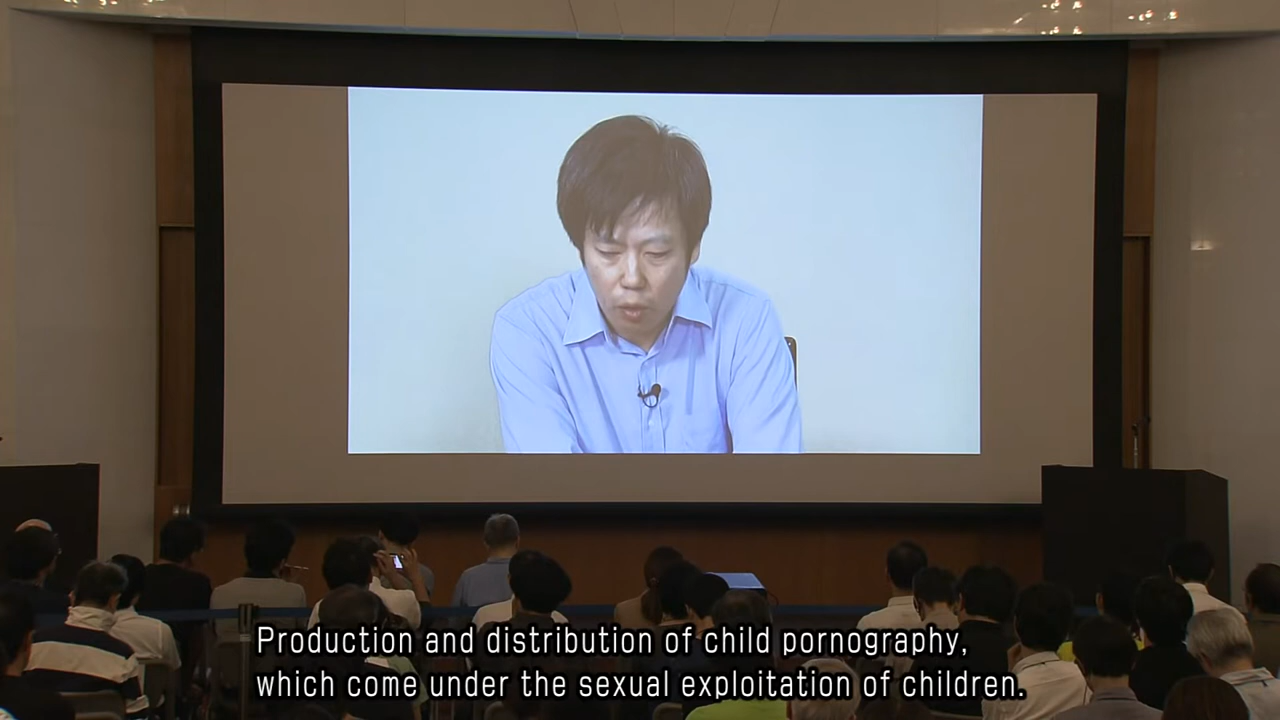 Production and distribution of child pornography,
which come under the sexual exploitation of children.